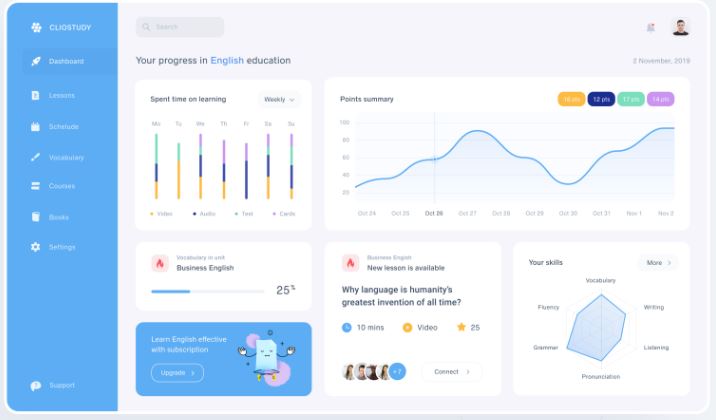 CLIOSTUDY
Search
Dashboard
Lessons
Schelude
Vocabulary
Courses
Books
Settings
Support
Your progress in English education
2 November, 2019
Spent time on learning
Weekly
Mo Tu We Th Fr Sa Su
Video Audio Text Cards
Points summary
16 pts 12 pts 17 pts 14 pts
100
80
60
40
20
Oct 24 Oct 25 Oct 26 Oct 27 Oct 28 Oct 29 Oct 30 Oct 31 Nov 1 Nov 2
Vocabulary in unit
Business English
25%
Learn English effective
with subscription
Upgrade
Business English
New lesson is available
Why language is humanity's
greatest invention of all time?
10 mins Video 25
+7
Connect
Your skills
More
Vocabulary
Fluency Writing
Grammar Listening
Pronunciation